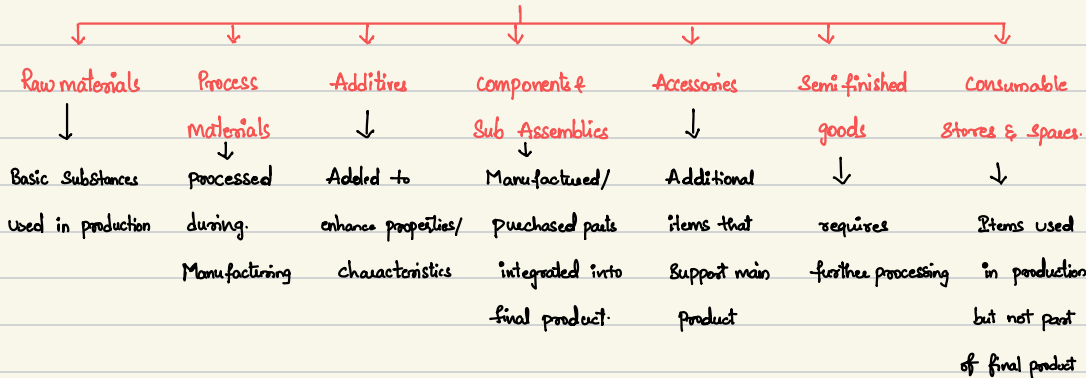 Raw materials
Basic Substances
used in production
Process
Materials
processed
during.
Manufacturing
Additives
Added to
enhance properties/
characteristics
Components &
Sub Assemblies
Manufactured/
purchased parts
integrated into
final product.
Accessories
Additional
items that
Support main
product
Semi finished
goods
requires
further processing
Consumable
Stores & spares.
Items used
in production
but not part
of final product